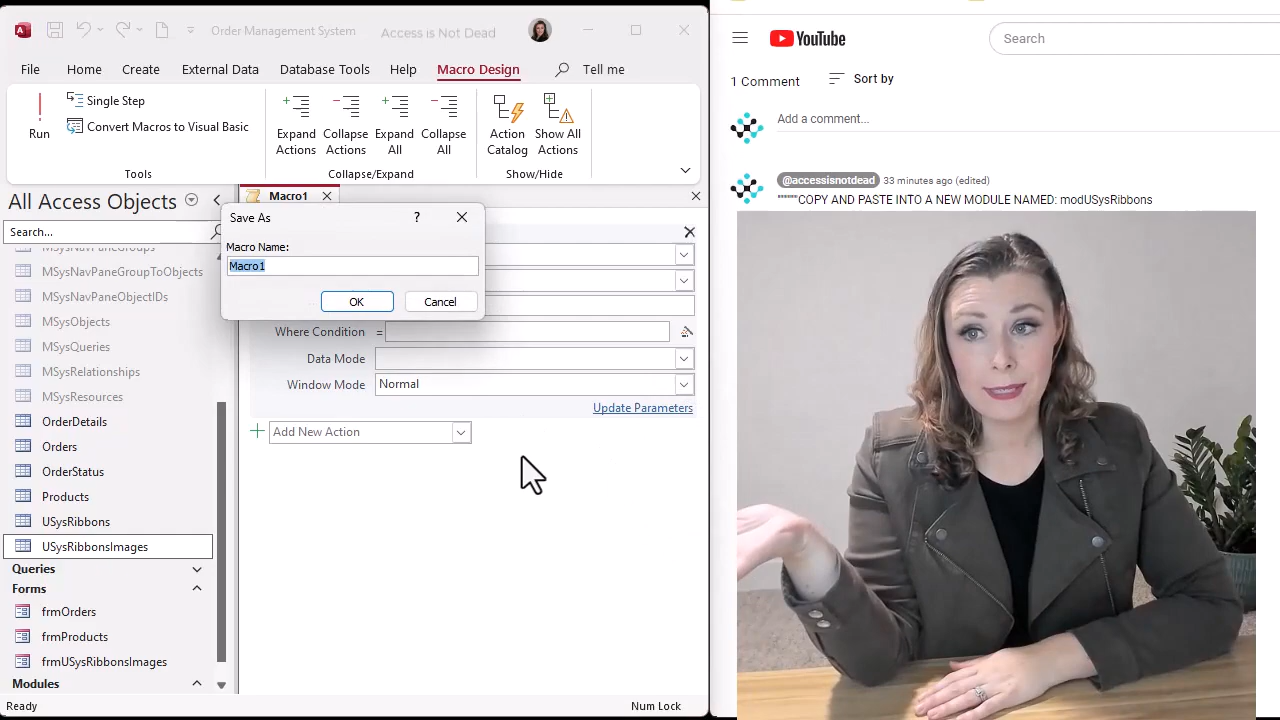 Order Management System
Access is Not Dead
File
Home
Create
External Data
Database Tools
Help
Macro Design
Tell me
Run
Single Step
Convert Macros to Visual Basic
Tools
Expand Actions
Collapse Actions
Expand All
Collapse All
Collapse/Expand
Action Catalog
Show All Actions
Show/Hide
All Access Objects
Search...
MSysNavPaneGroups
MSysNavPaneGroupToObjects
MSysNavPaneObjectIDs
MSysObjects
MSysQueries
MSysRelationships
MSysResources
OrderDetails
Orders
OrderStatus
Products
USysRibbons
USysRibbonsImages
Queries
Forms
frmOrders
frmProducts
frmUSysRibbonsImages
Modules
Macro1
Save As
?
Macro Name:
Macro1
OK
Cancel
Where Condition =
Data Mode
Window Mode Normal
Update Parameters
Add New Action
Ready
Num Lock
YouTube
Search
1 Comment
Sort by
Add a comment...
@accessisnotdead 33 minutes ago (edited)
COPY AND PASTE INTO A NEW MODULE NAMED: modUSysRibbons